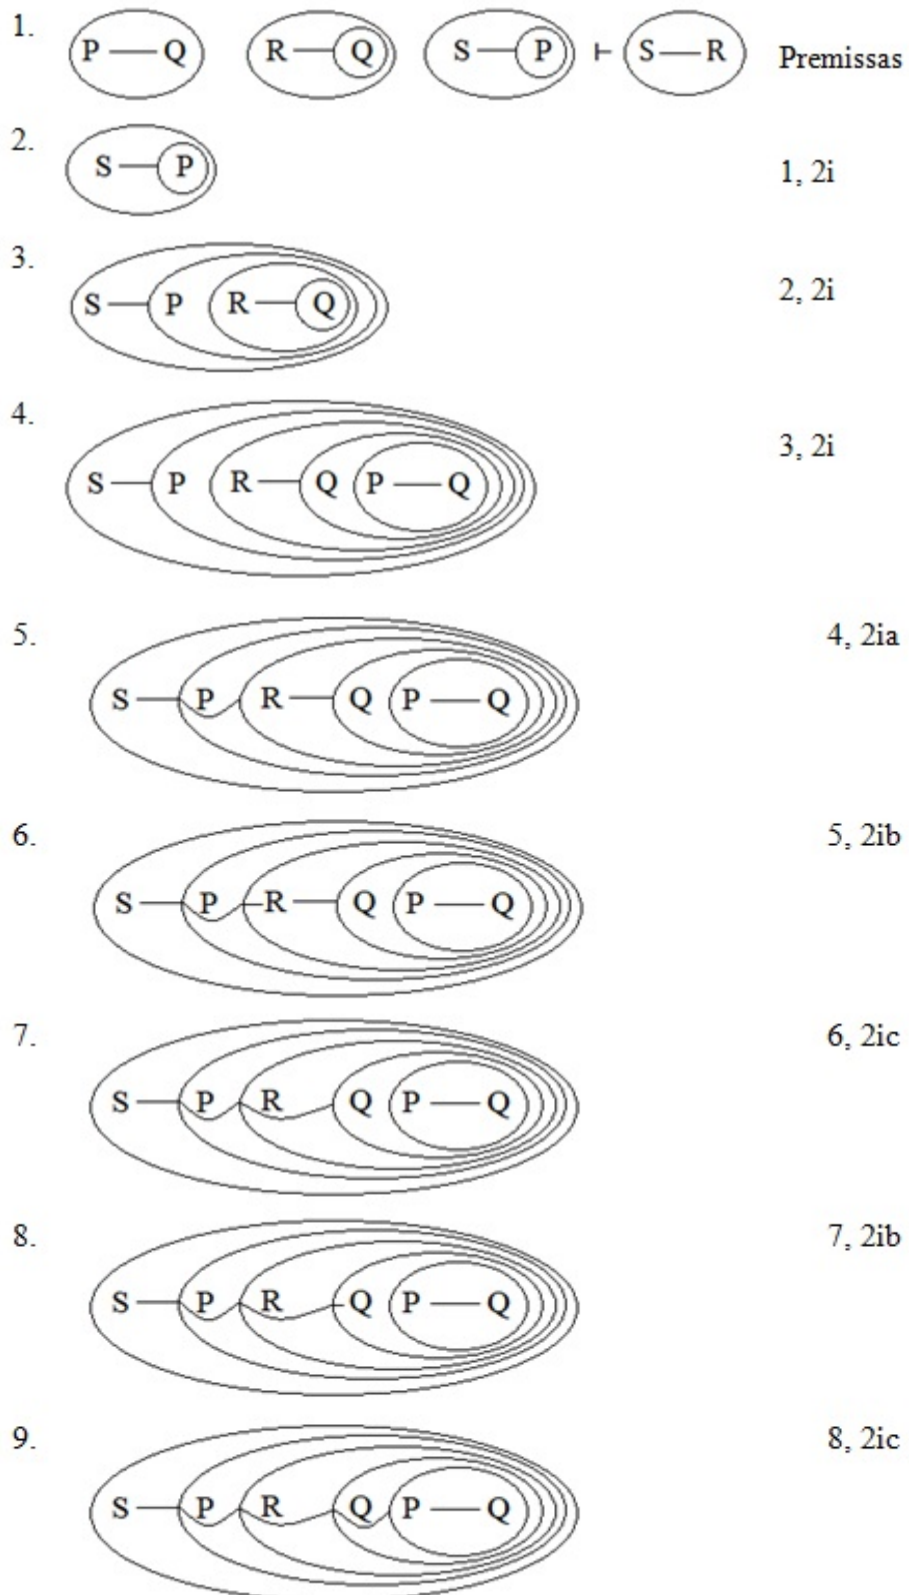 1. P Q R Q S P ⊢ S R Premissas
2. S P 1, 2i
3. S P R Q 2, 2i
4. S P R Q P Q 3, 2i
5. S P R Q P Q 4, 2ia
6. S P R Q P Q 5, 2ib
7. S P R Q P Q 6, 2ic
8. S P R Q P Q 7, 2ib
9. S P R Q P Q 8, 2ic